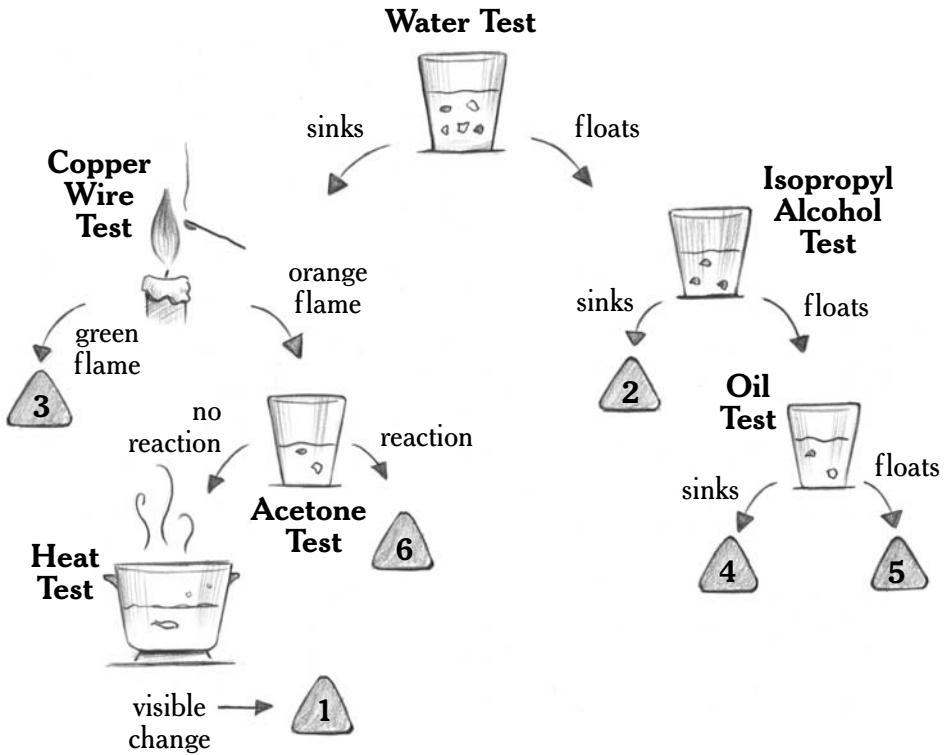 Water Test
sinks
floats
Copper
Wire
Test
Isopropyl
Alcohol
Test
orange
flame
green
flame
sinks
floats
3
2
Oil
Test
no
reaction
reaction
sinks
floats
Acetone
Test
6
Heat
Test
4
5
visible
change
1